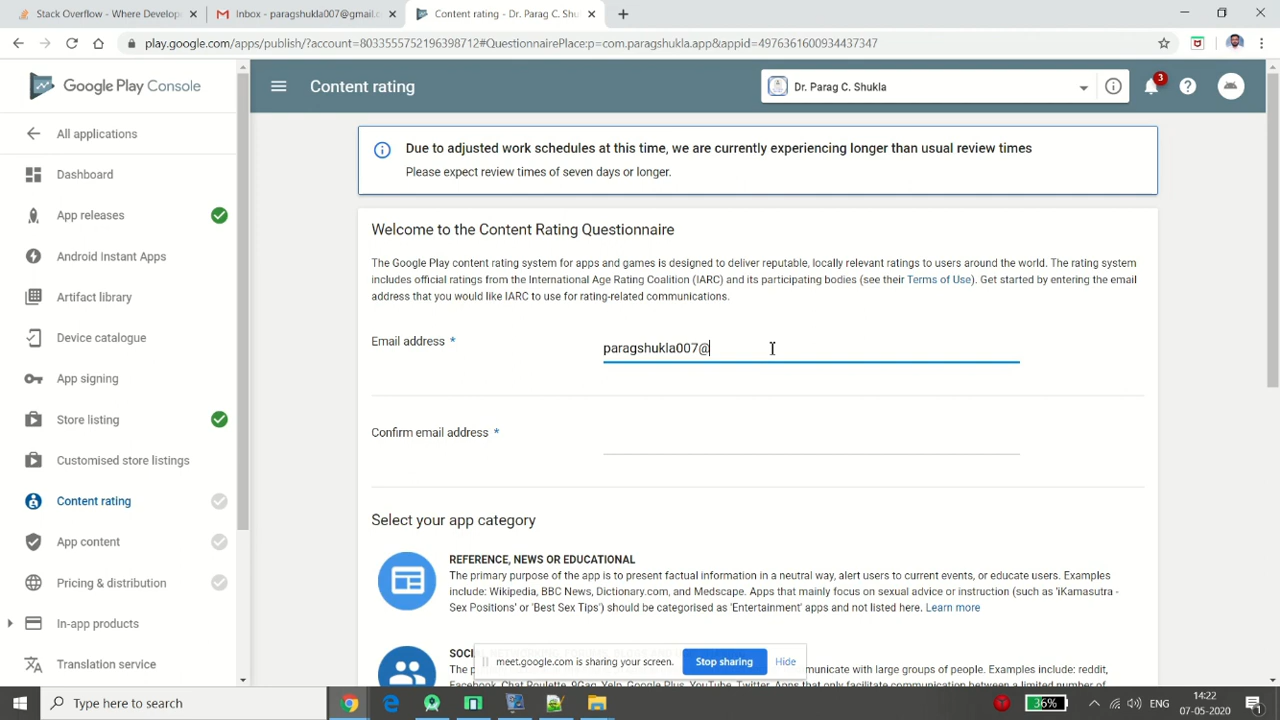 Stack Overflow - Where Develop
Inbox - paragshukla007@gmail.c
Content rating - Dr. Parag C. Shu
play.google.com/apps/publish/?account=8033555752196398712#QuestionnairePlace:p=com.paragshukla.app&appid=4976361600934437347
Google Play Console
Content rating
Dr. Parag C. Shukla
3
All applications
Dashboard
App releases
Android Instant Apps
Artifact library
Device catalogue
App signing
Store listing
Customised store listings
Content rating
App content
Pricing & distribution
In-app products
Translation service
Due to adjusted work schedules at this time, we are currently experiencing longer than usual review times
Please expect review times of seven days or longer.
Welcome to the Content Rating Questionnaire
The Google Play content rating system for apps and games is designed to deliver reputable, locally relevant ratings to users around the world. The rating system
includes official ratings from the International Age Rating Coalition (IARC) and its participating bodies (see their Terms of Use). Get started by entering the email
address that you would like IARC to use for rating-related communications.
Email address *
paragshukla007@
Confirm email address *
Select your app category
REFERENCE, NEWS OR EDUCATIONAL
The primary purpose of the app is to present factual information in a neutral way, alert users to current events, or educate users. Examples
include: Wikipedia, BBC News, Dictionary.com, and Medscape. Apps that mainly focus on sexual advice or instruction (such as 'iKamasutra -
Sex Positions' or 'Best Sex Tips') should be categorised as 'Entertainment' apps and not listed here. Learn more
meet.google.com is sharing your screen.
Stop sharing
Hide
Type here to search
36%
ENG
14:22
07-05-2020
1